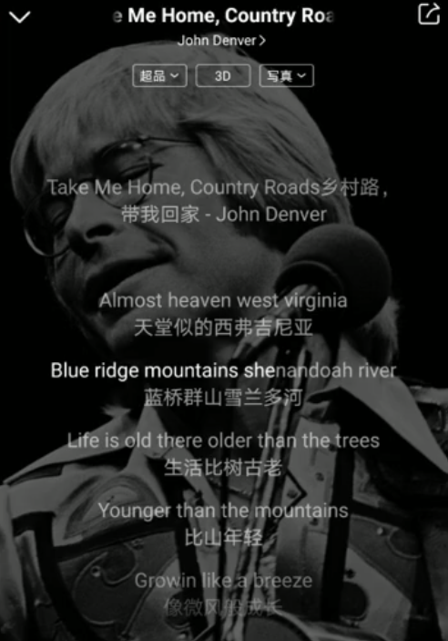 e Me Home, Country Roa
John Denver
超品
3D
写真
Take Me Home, Country Roads乡村路，
带我回家 - John Denver
Almost heaven west virginia
天堂似的西弗吉尼亚
Blue ridge mountains shenandoah river
蓝桥群山雪兰多河
Life is old there older than the trees
生活比树古老
Younger than the mountains
比山年轻
Growin like a breeze
像微风般成长